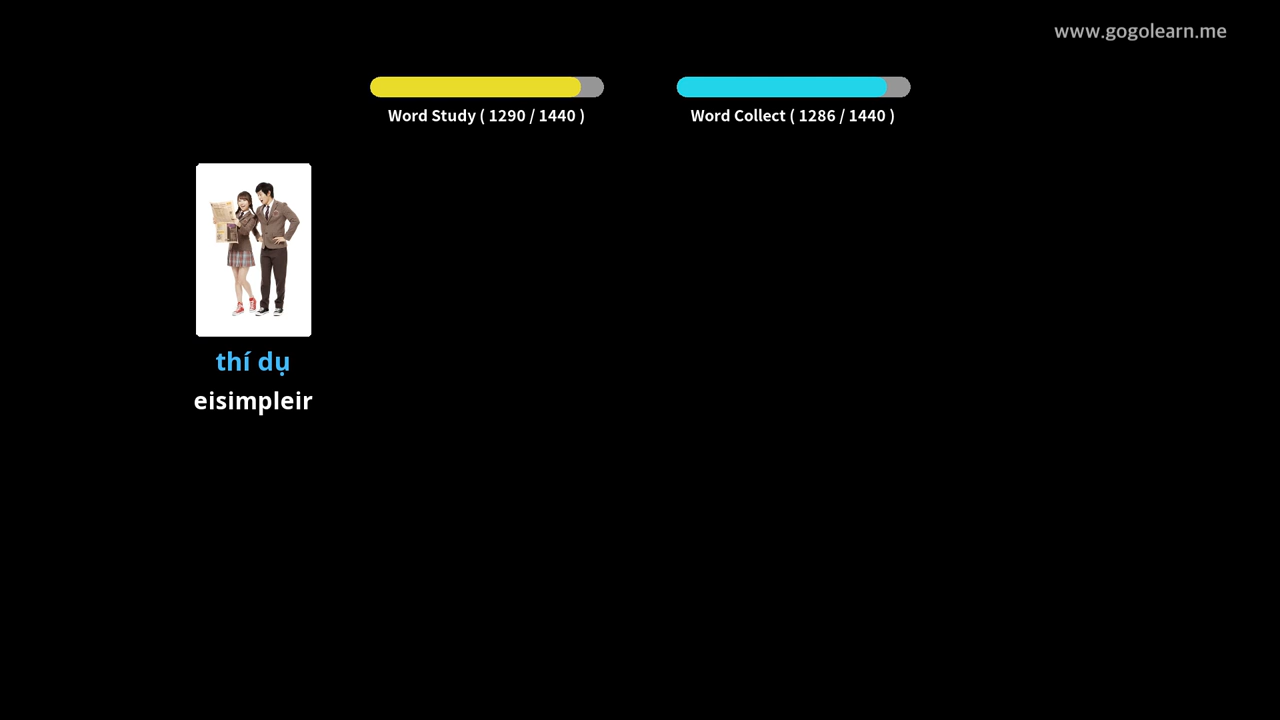 www.gogolearn.me
Word Study ( 1290 / 1440 )
Word Collect ( 1286 / 1440 )
thí dụ
eisimpleir